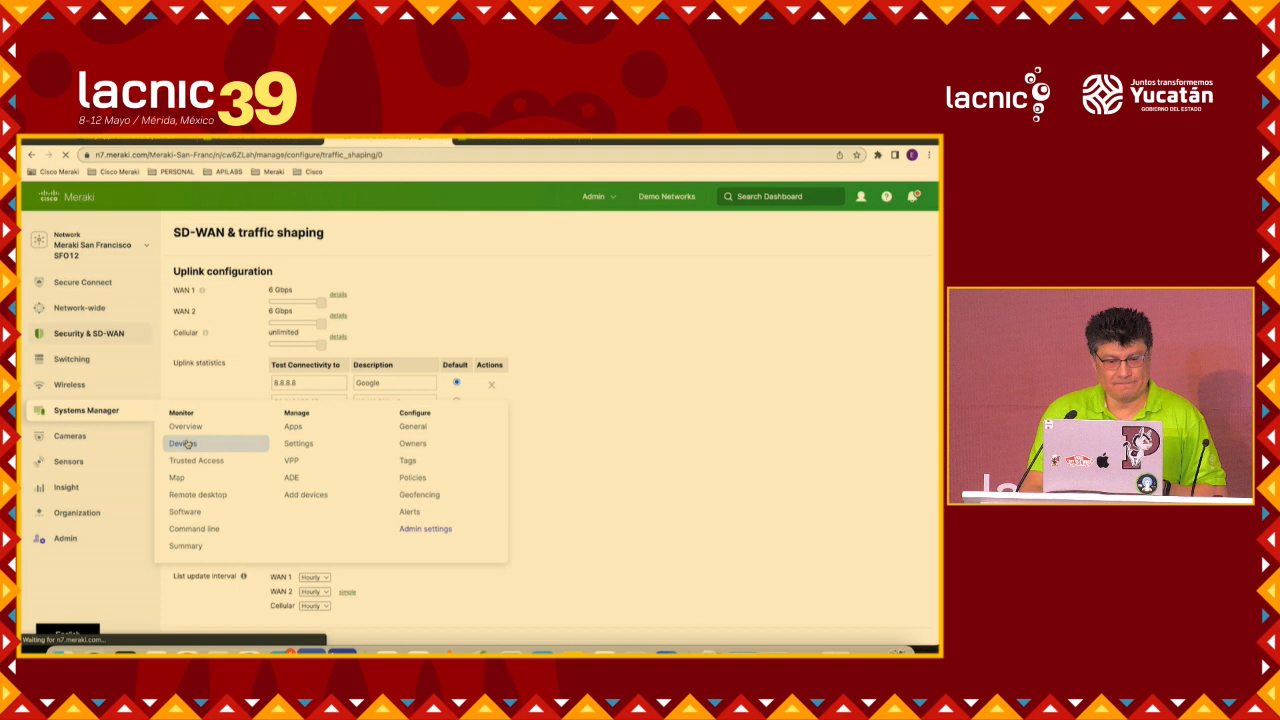 lacnic39
8-12 Mayo / Mérida, México
lacnic
Juntos transformemos
Yucatán
GOBIERNO DEL ESTADO
n7.meraki.com/Meraki-San-Franc/n/cw6ZLah/manage/configure/traffic_shaping/0
E
Cisco Meraki
Cisco Meraki
PERSONAL
APILABS
Meraki
Cisco
CISCO Meraki
Admin
Demo Networks
Search Dashboard
Network
Meraki San Francisco
SFO12
Secure Connect
Network-wide
Security & SD-WAN
Switching
Wireless
Systems Manager
Cameras
Sensors
Insight
Organization
Admin
English
SD-WAN & traffic shaping
Uplink configuration
WAN 1
6 Gbps
details
WAN 2
6 Gbps
details
Cellular
unlimited
details
Uplink statistics
Test Connectivity to
Description
Default
Actions
8.8.8.8
Google
X
Monitor
Overview
Devices
Trusted Access
Map
Remote desktop
Software
Command line
Summary
Manage
Apps
Settings
VPP
ADE
Add devices
Configure
General
Owners
Tags
Policies
Geofencing
Alerts
Admin settings
List update interval
WAN 1 Hourly
WAN 2 Hourly simple
Cellular Hourly
Waiting for n7.meraki.com...
VANS
P
la